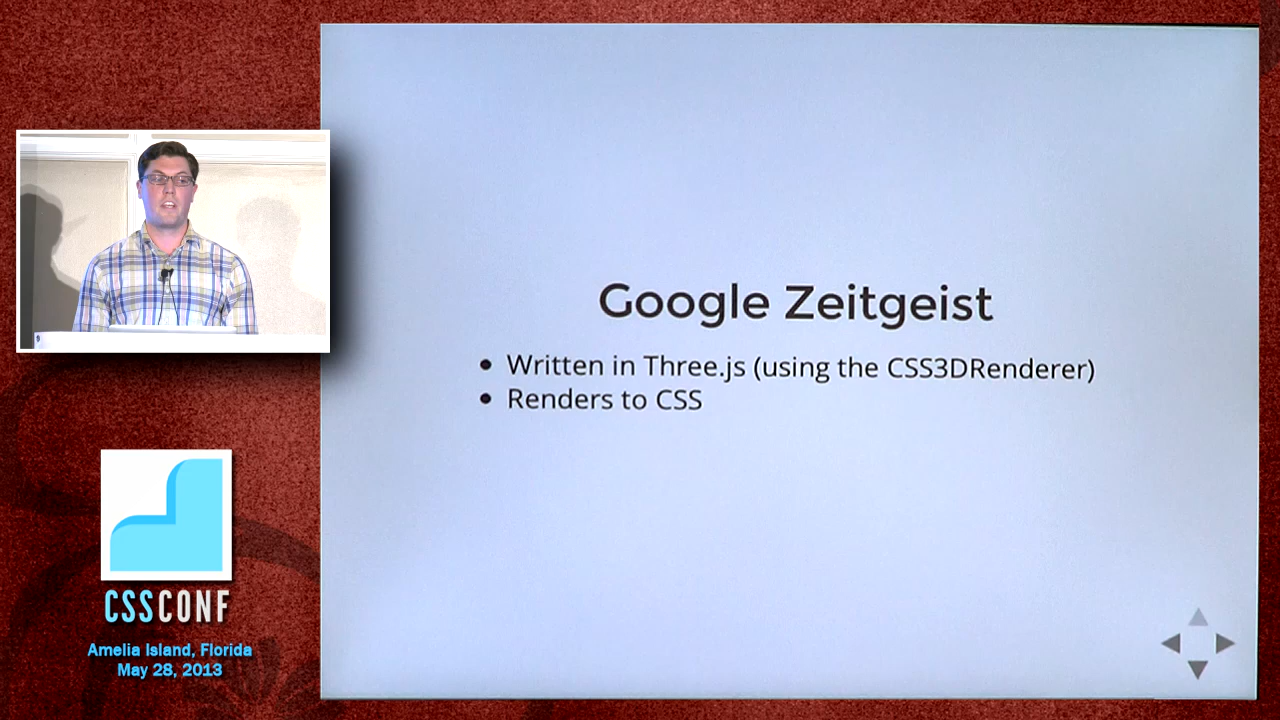 Google Zeitgeist
• Written in Three.js (using the CSS3DRenderer)
• Renders to CSS
CSSCONF
Amelia Island, Florida
May 28, 2013